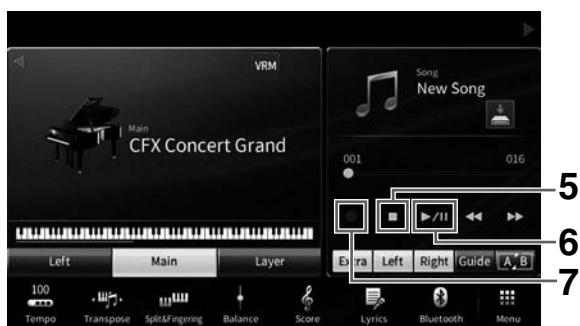 VRM
Main
CFX Concert Grand
Song
New Song
001
016
5
6
7
Left
Main
Layer
Extra
Left
Right
Guide
A B
100
Tempo
Transpose
Split&Fingering
Balance
Score
Lyrics
Bluetooth
Menu